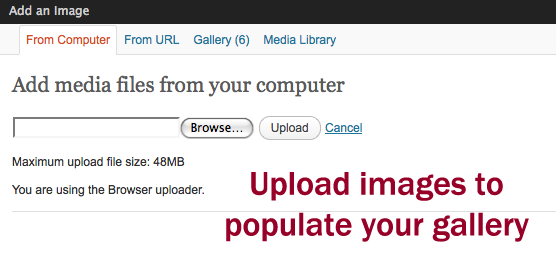 Add an Image
From Computer From URL Gallery (6) Media Library
Add media files from your computer
Browse... Upload Cancel
Maximum upload file size: 48MB
You are using the Browser uploader.
Upload images to
populate your gallery